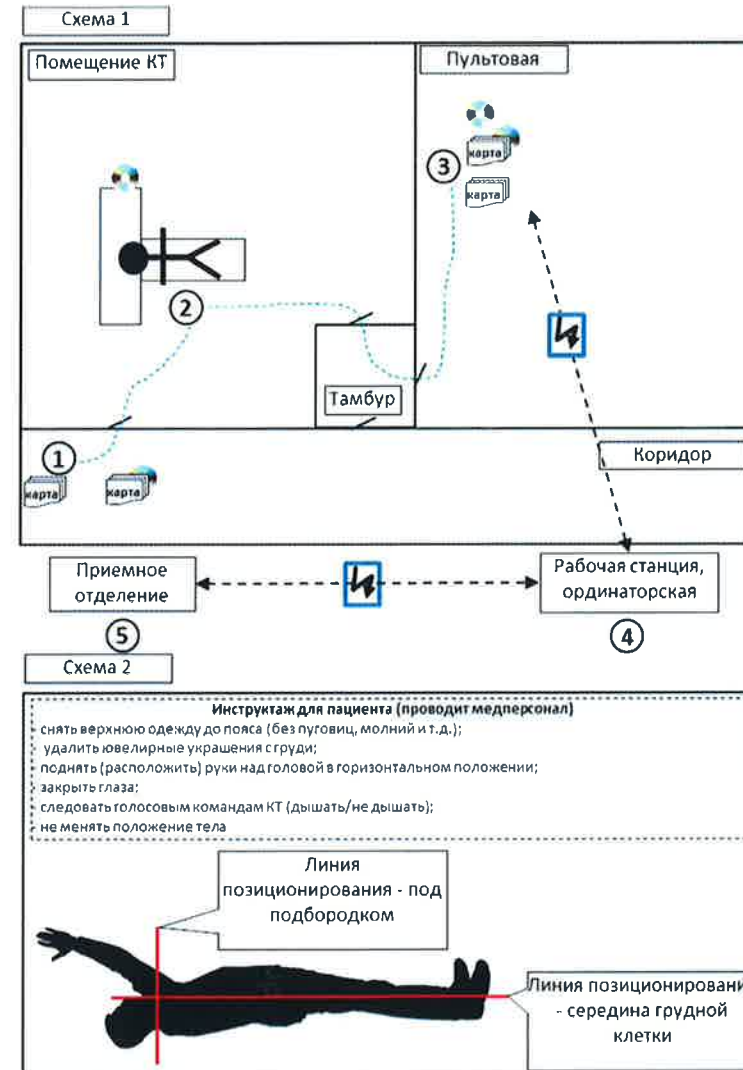 Схема 1
Помещение КТ
Пультовая
карта
3
карта
2
Тамбур
1
Коридор
карта
карта
Приемное
отделение
Рабочая станция,
ординаторская
5
4
Схема 2
Инструктаж для пациента (проводит медперсонал)
- снять верхнюю одежду до пояса (без пуговиц, молний и т.д.);
- удалить ювелирные украшения с груди;
- поднять (расположить) руки над головой в горизонтальном положении;
- закрыть глаза;
- следовать голосовым командам КТ (дышать/не дышать);
- не менять положение тела
Линия
позиционирования - под
подбородком
Линия позиционировани
- середина грудной
клетки